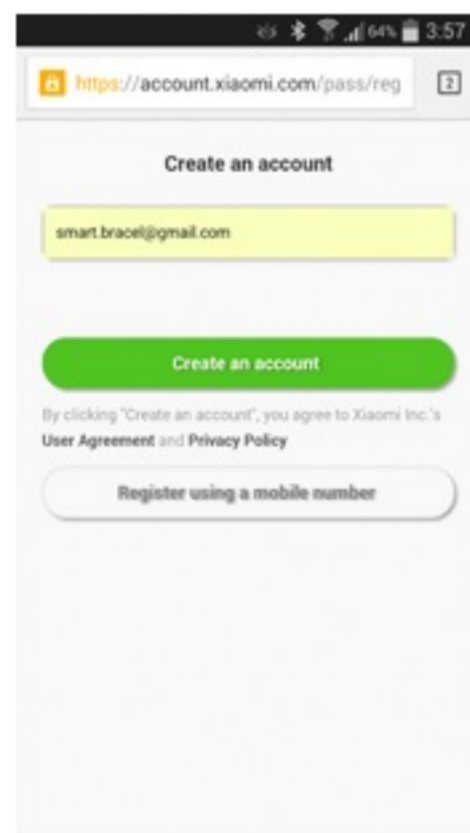 64% 3:57
https://account.xiaomi.com/pass/reg 2
Create an account
smart.bracel@gmail.com
Create an account
By clicking "Create an account", you agree to Xiaomi Inc.'s
User Agreement and Privacy Policy
Register using a mobile number